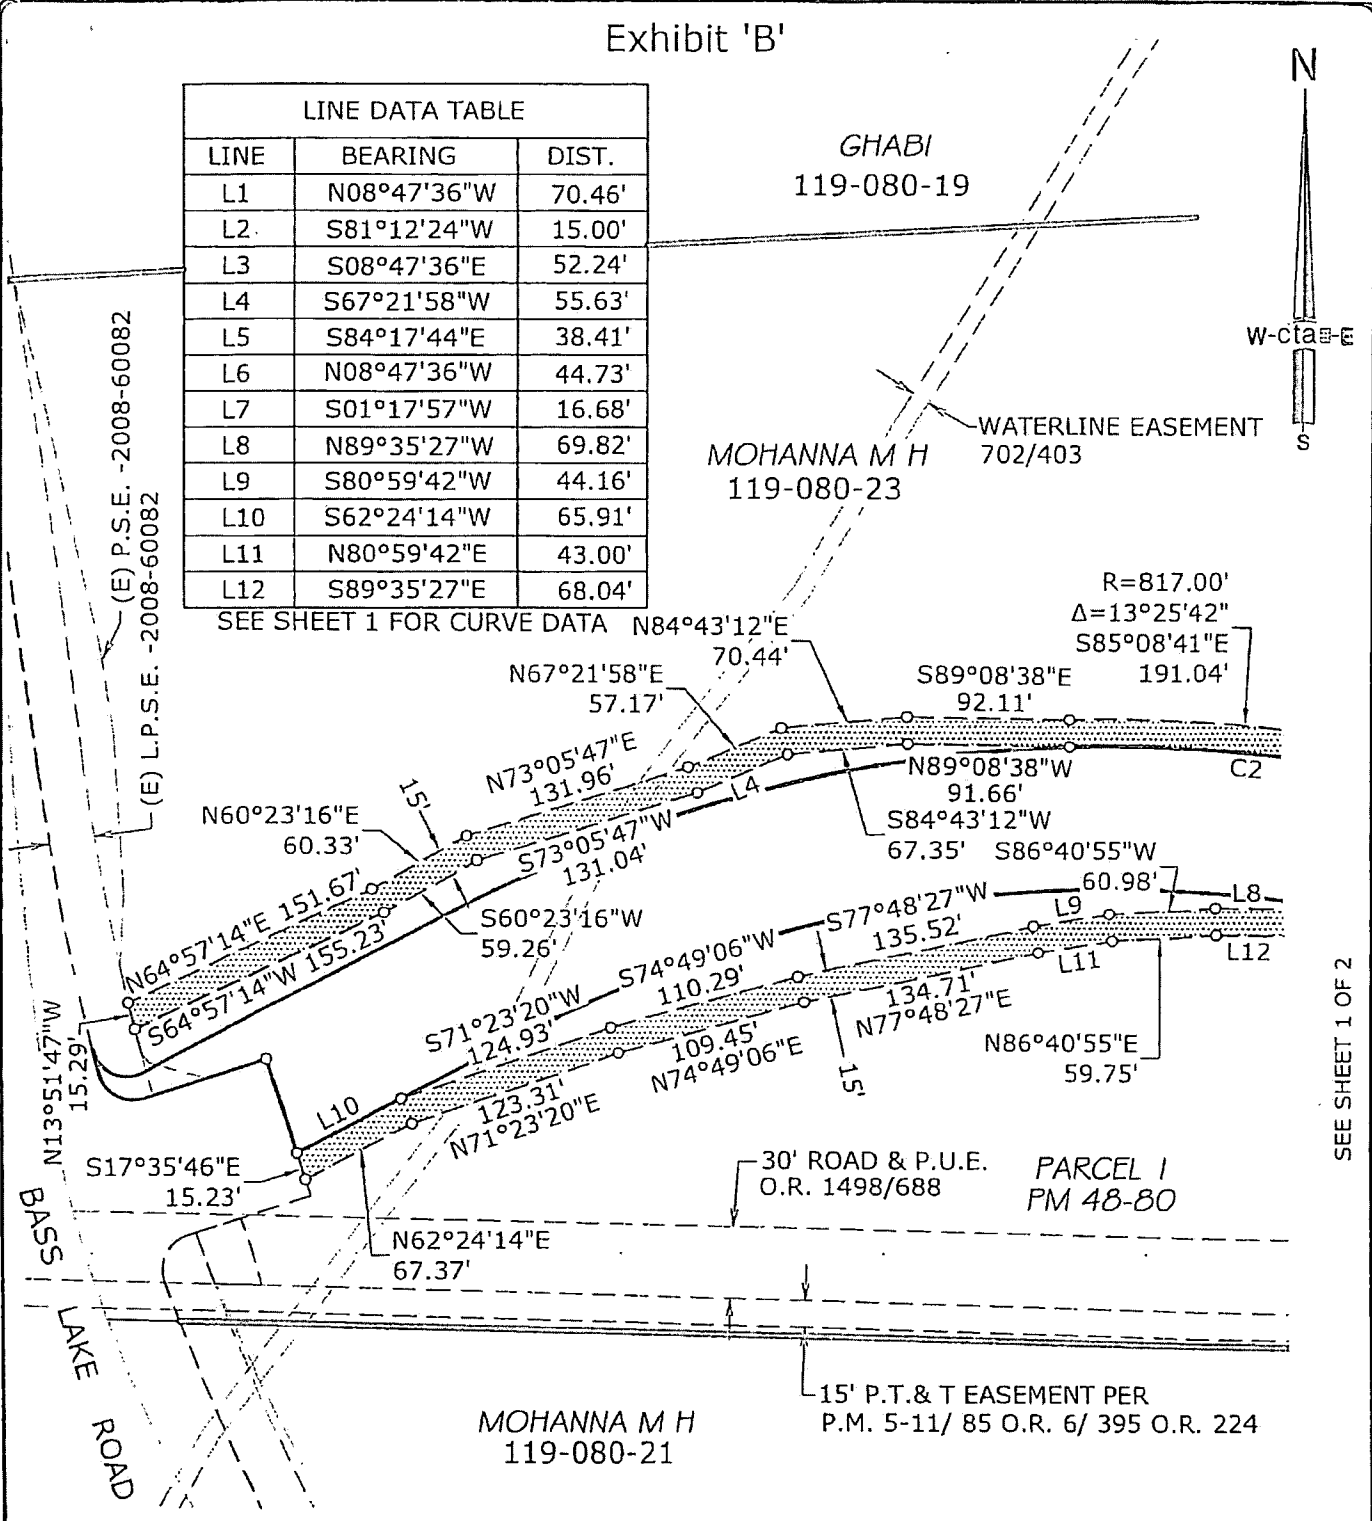 Exhibit 'B'
LINE DATA TABLE
LINE BEARING DIST.
L1 N08°47'36"W 70.46'
L2 S81°12'24"W 15.00'
L3 S08°47'36"E 52.24'
L4 S67°21'58"W 55.63'
L5 S84°17'44"E 38.41'
L6 N08°47'36"W 44.73'
L7 S01°17'57"W 16.68'
L8 N89°35'27"W 69.82'
L9 S80°59'42"W 44.16'
L10 S62°24'14"W 65.91'
L11 N80°59'42"E 43.00'
L12 S89°35'27"E 68.04'
SEE SHEET 1 FOR CURVE DATA
GHABI
119-080-19
N
W-cta-E
S
WATERLINE EASEMENT
702/403
MOHANNA M H
119-080-23
(E) P.S.E. -2008-60082
(E) L.P.S.E. -2008-60082
R=817.00'
Δ=13°25'42"
S85°08'41"E
191.04'
N84°43'12"E
70.44'
N67°21'58"E
57.17'
S89°08'38"E
92.11'
N73°05'47"E
131.96'
15'
N60°23'16"E
60.33'
L4
N89°08'38"W
91.66'
C2
S84°43'12"W
67.35'
S73°05'47"W
131.04'
N64°57'14"E 151.67'
S64°57'14"W 155.23'
S60°23'16"W
59.26'
S86°40'55"W
60.98'
L8
L9
S77°48'27"W
135.52'
S74°49'06"W
110.29'
S71°23'20"W
124.93'
L11
L12
134.71'
N77°48'27"E
109.45'
N74°49'06"E
15'
123.31'
N71°23'20"E
N86°40'55"E
59.75'
N13°51'47"W
15.29'
L10
S17°35'46"E
15.23'
N62°24'14"E
67.37'
30' ROAD & P.U.E.
O.R. 1498/688
PARCEL 1
PM 48-80
SEE SHEET 1 OF 2
BASS LAKE ROAD
15' P.T.& T EASEMENT PER
P.M. 5-11/ 85 O.R. 6/ 395 O.R. 224
MOHANNA M H
119-080-21